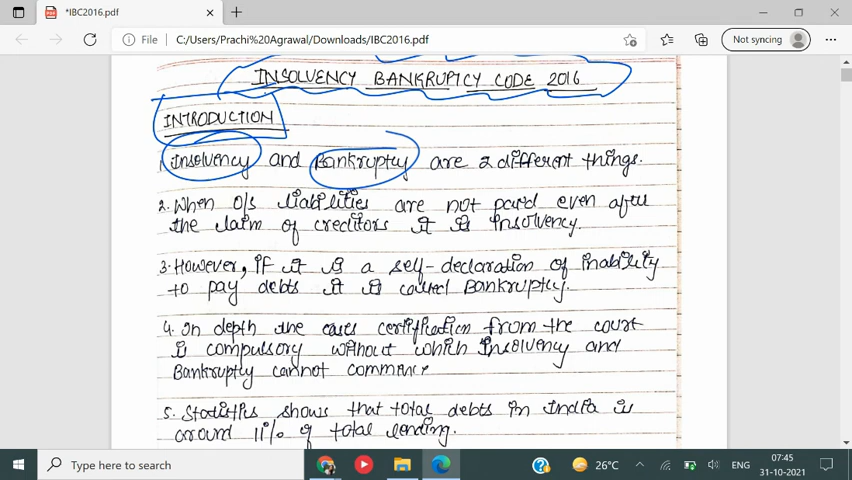 *IBC2016.pdf
File C:/Users/Prachi%20Agrawal/Downloads/IBC2016.pdf Not syncing
INSOLVENCY BANKRUPTCY CODE 2016
INTRODUCTION
1. Insolvency and Bankruptcy are 2 different things.
2. When o/s liabilities are not paid even after
the claim of creditors it is insolvency.
3. However, if it is a self-declaration of inability
to pay debts it is called Bankruptcy.
4. In depth the cases certification from the court
is compulsory without which insolvency and
Bankruptcy cannot commence
5. Statistics shows that total debts in India is
around 11% of total lending.
Type here to search 26°C ENG 07:45
31-10-2021